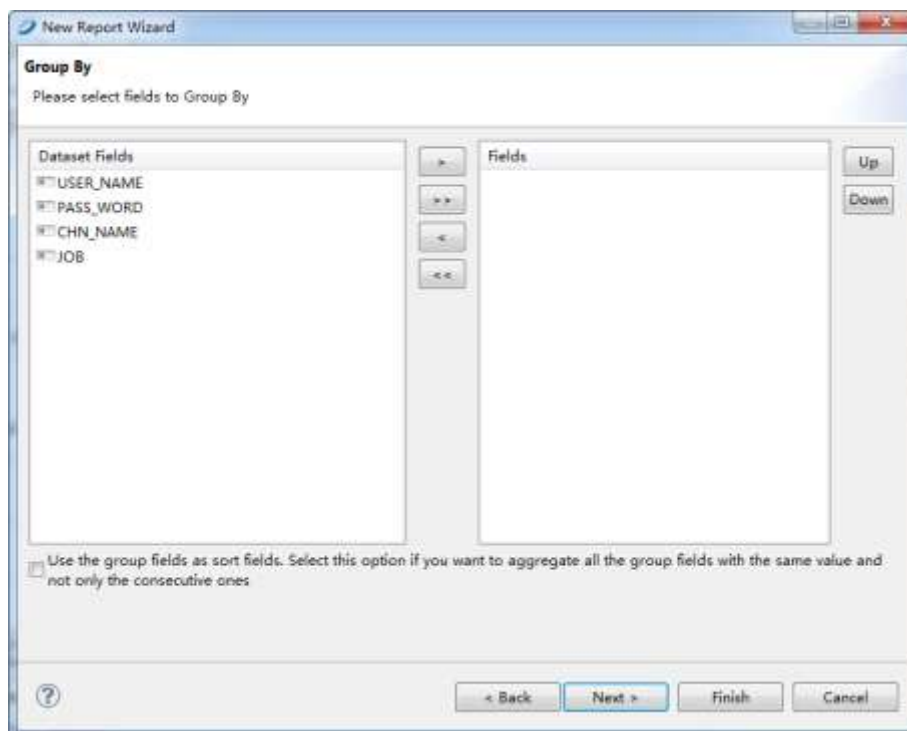 New Report Wizard
Group By
Please select fields to Group By
Dataset Fields
USER_NAME
PASS_WORD
CHN_NAME
JOB
>
>>
<
<<
Fields
Up
Down
Use the group fields as sort fields. Select this option if you want to aggregate all the group fields with the same value and
not only the consecutive ones
?
< Back
Next >
Finish
Cancel